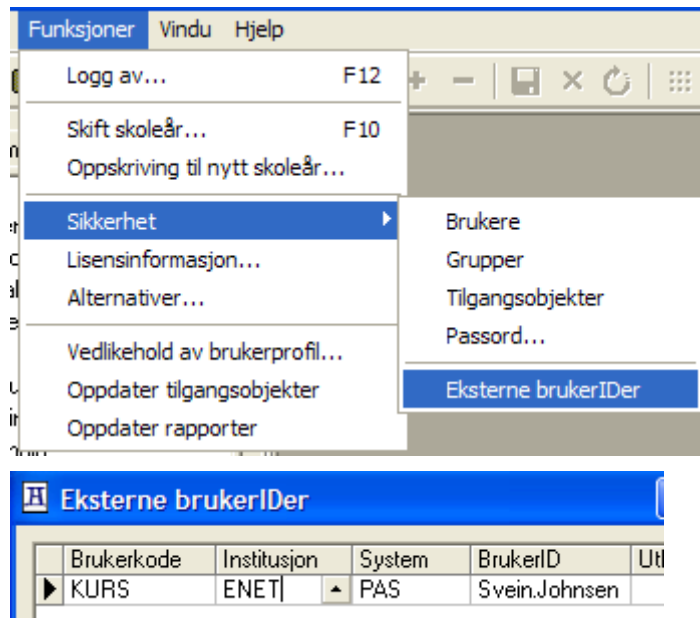 Funksjoner Vindu Hjelp
Logg av... F12
Skift skoleår... F10
Oppskriving til nytt skoleår...
Sikkerhet Brukere
Lisensinformasjon... Grupper
Alternativer... Tilgangsobjekter
Passord...
Vedlikehold av brukerprofil...
Oppdater tilgangsobjekter Eksterne brukerIDer
Oppdater rapporter
Eksterne brukerIDer
Brukerkode Institusjon System BrukerID
KURS ENET PAS Svein.Johnsen